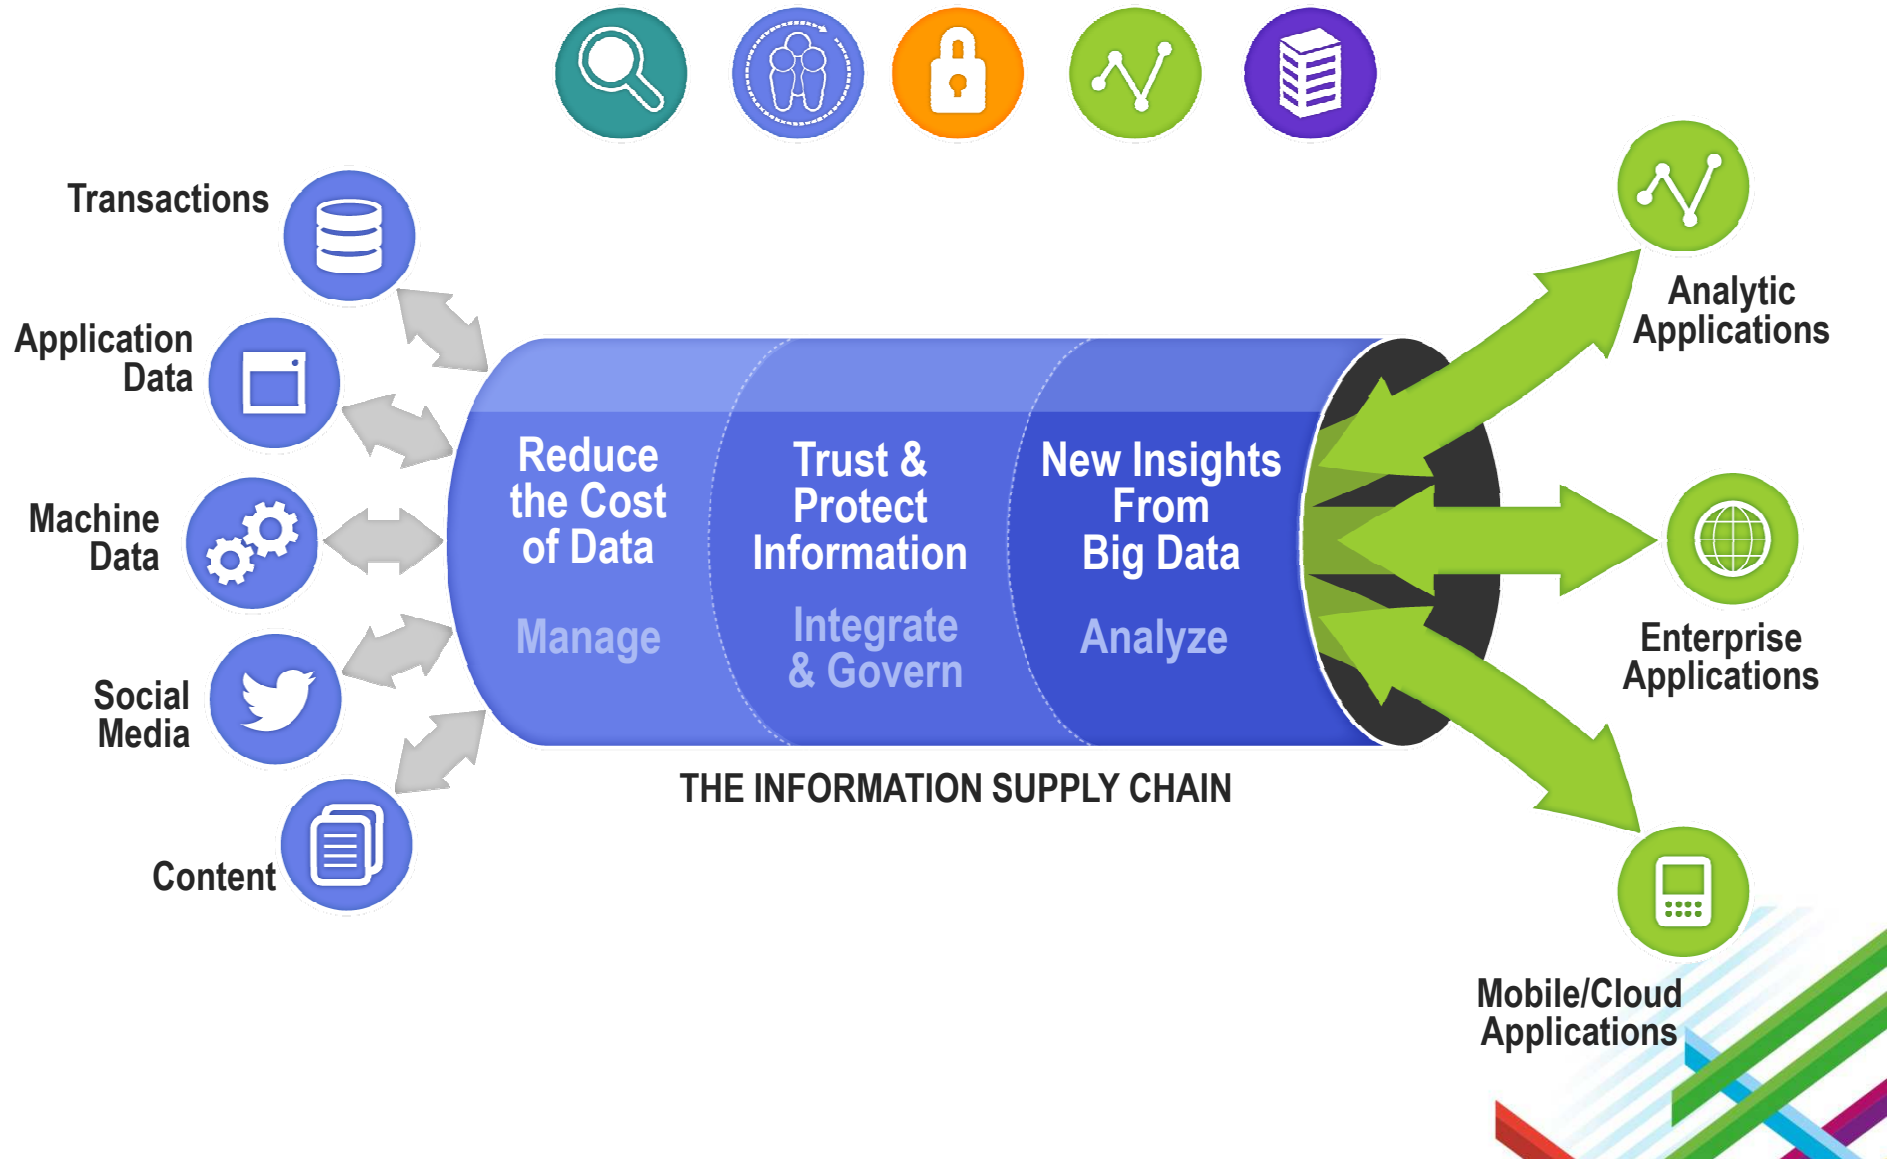 Transactions
Application
Data
Machine
Data
Social
Media
Content
Reduce
the Cost
of Data
Manage
Trust &
Protect
Information
Integrate
& Govern
New Insights
From
Big Data
Analyze
THE INFORMATION SUPPLY CHAIN
Analytic
Applications
Enterprise
Applications
Mobile/Cloud
Applications